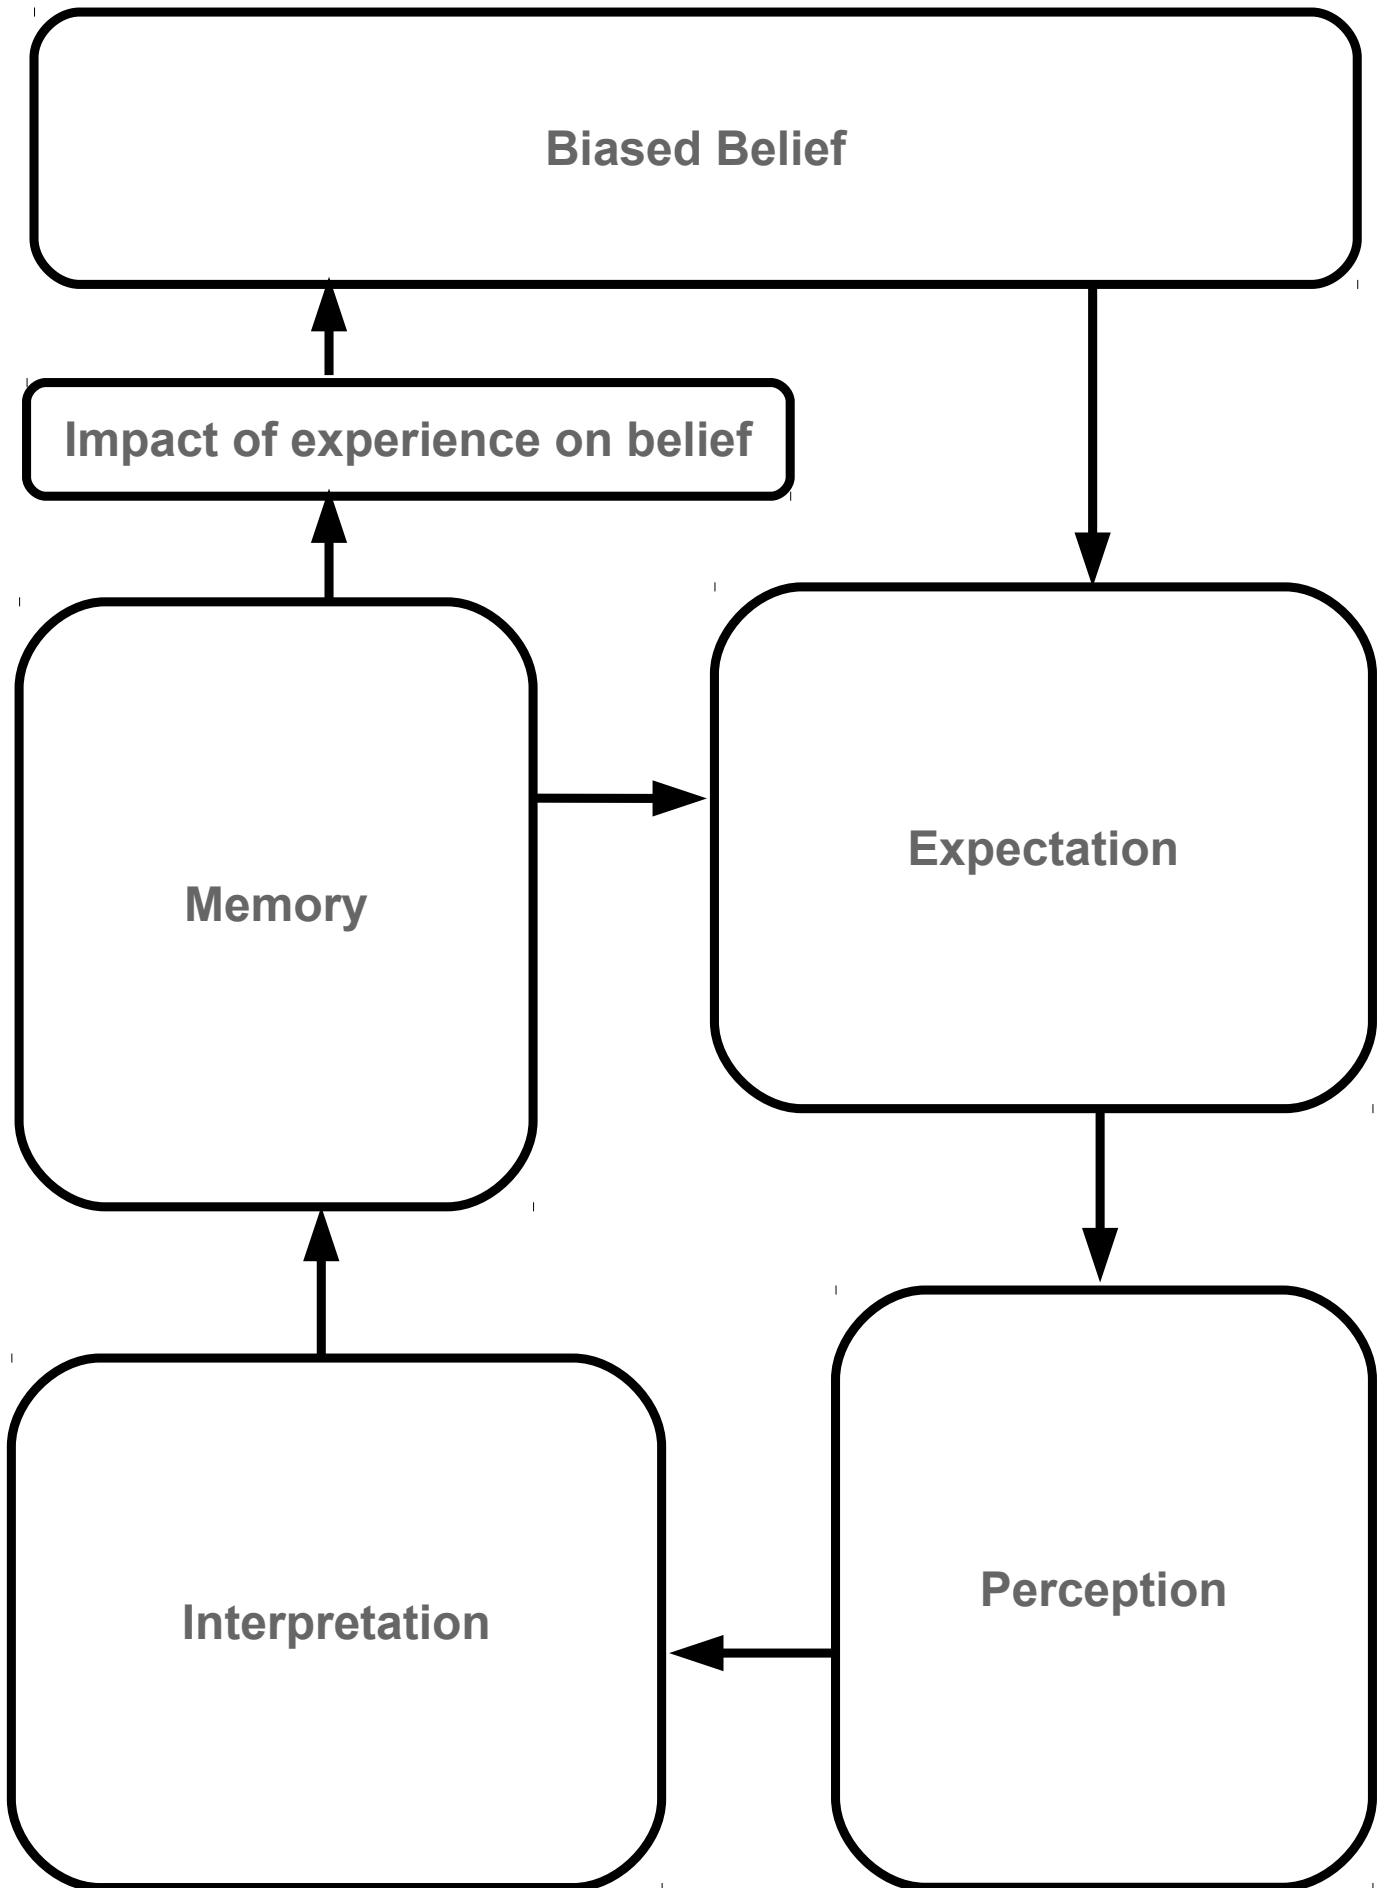 Biased Belief
Impact of experience on belief
Memory
Expectation
Interpretation
Perception